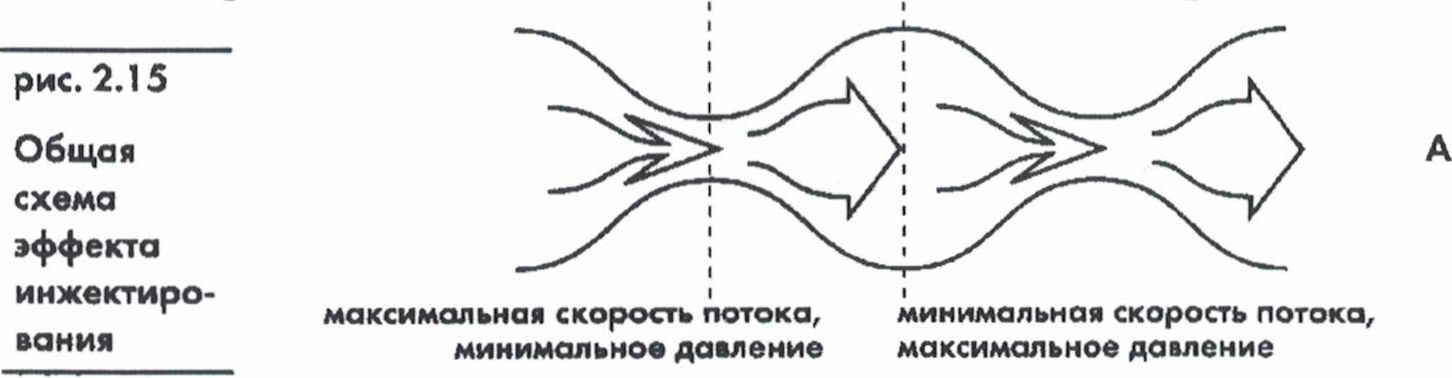 рис. 2.15
Общая
схема
эффекта
инжектиро-
вания
А
максимальная скорость потока,
минимальное давление
минимальная скорость потока,
максимальное давление